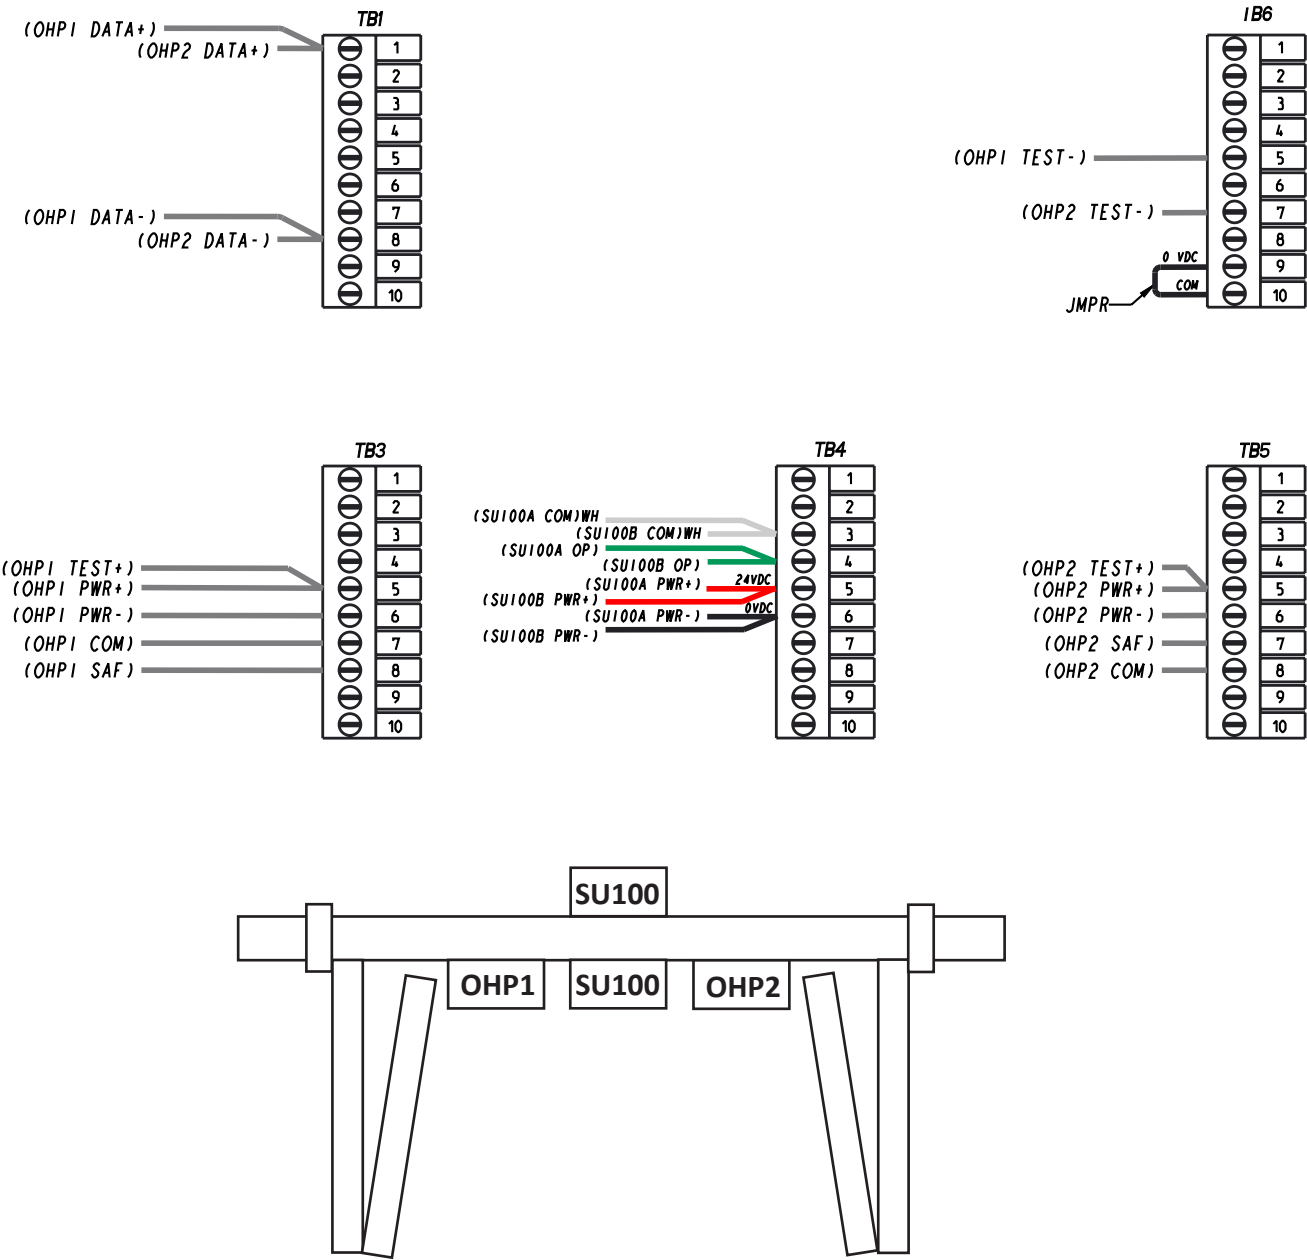 TB1
(OHP1 DATA+)
(OHP2 DATA+)
1
2
3
4
5
6
7
8
9
10
(OHP1 DATA-)
(OHP2 DATA-)
IB6
1
2
3
4
5
6
7
8
9
10
(OHP1 TEST-)
(OHP2 TEST-)
0 VDC
COM
JMPR
TB3
1
2
3
4
5
6
7
8
9
10
(OHP1 TEST+)
(OHP1 PWR+)
(OHP1 PWR-)
(OHP1 COM)
(OHP1 SAF)
TB4
1
2
3
4
5
6
7
8
9
10
(SU100A COM)WH
(SU100B COM)WH
(SU100A OP)
(SU100B OP)
(SU100A PWR+) 24VDC
(SU100B PWR+)
(SU100A PWR-) 0VDC
(SU100B PWR-)
TB5
1
2
3
4
5
6
7
8
9
10
(OHP2 TEST+)
(OHP2 PWR+)
(OHP2 PWR-)
(OHP2 SAF)
(OHP2 COM)
SU100
OHP1 SU100 OHP2